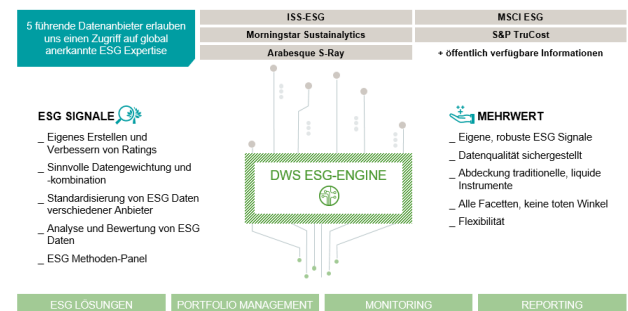 5 führende Datenanbieter erlauben
uns einen Zugriff auf global
anerkannte ESG Expertise
ISS-ESG
MSCI ESG
Morningstar Sustainalytics
S&P TruCost
Arabesque S-Ray
+ öffentlich verfügbare Informationen
ESG SIGNALE
_ Eigenes Erstellen und
Verbessern von Ratings
_ Sinnvolle Datengewichtung und
-kombination
_ Standardisierung von ESG Daten
verschiedener Anbieter
_ Analyse und Bewertung von ESG
Daten
_ ESG Methoden-Panel
DWS ESG-ENGINE
MEHRWERT
_ Eigene, robuste ESG Signale
_ Datenqualität sichergestellt
_ Abdeckung traditionelle, liquide
Instrumente
_ Alle Facetten, keine toten Winkel
_ Flexibilität
ESG LÖSUNGEN
PORTFOLIO MANAGEMENT
MONITORING
REPORTING